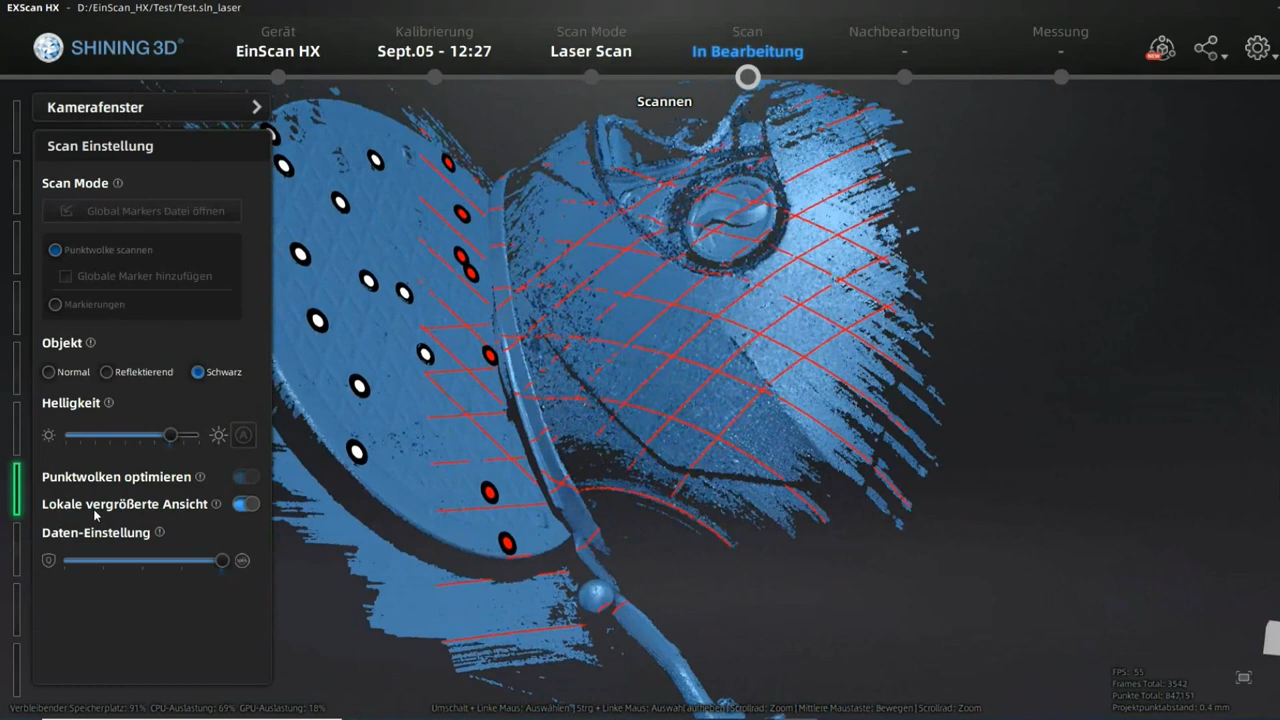 EXScan HX - D:/EinScan_HX/Test/Test.sln_laser
SHINING 3D®
Gerät
EinScan HX
Kalibrierung
Sept.05 - 12:27
Scan Mode
Laser Scan
Scan
In Bearbeitung
Nachbearbeitung
-
Messung
-
NEW
Scannen
Kamerafenster
Scan Einstellung
Scan Mode
Global Markers Datei öffnen
Punktwolke scannen
Globale Marker hinzufügen
Markierungen
Objekt
Normal
Reflektierend
Schwarz
Helligkeit
A
Punktwolken optimieren
Lokale vergrößerte Ansicht
Daten-Einstellung
FPS: 55
Frames Total: 3542
Punkte Total: 847,151
Projektpunktabstand: 0.4 mm
Verbleibender Speicherplatz: 91% CPU-Auslastung: 69% GPU-Auslastung: 18%
Umschalt + Linke Maus: Auswählen |Strg + Linke Maus: Auswahl aufheben| Scrollrad: Zoom|Mittlere Maustaste: Bewegen|Scrollrad: Zoom